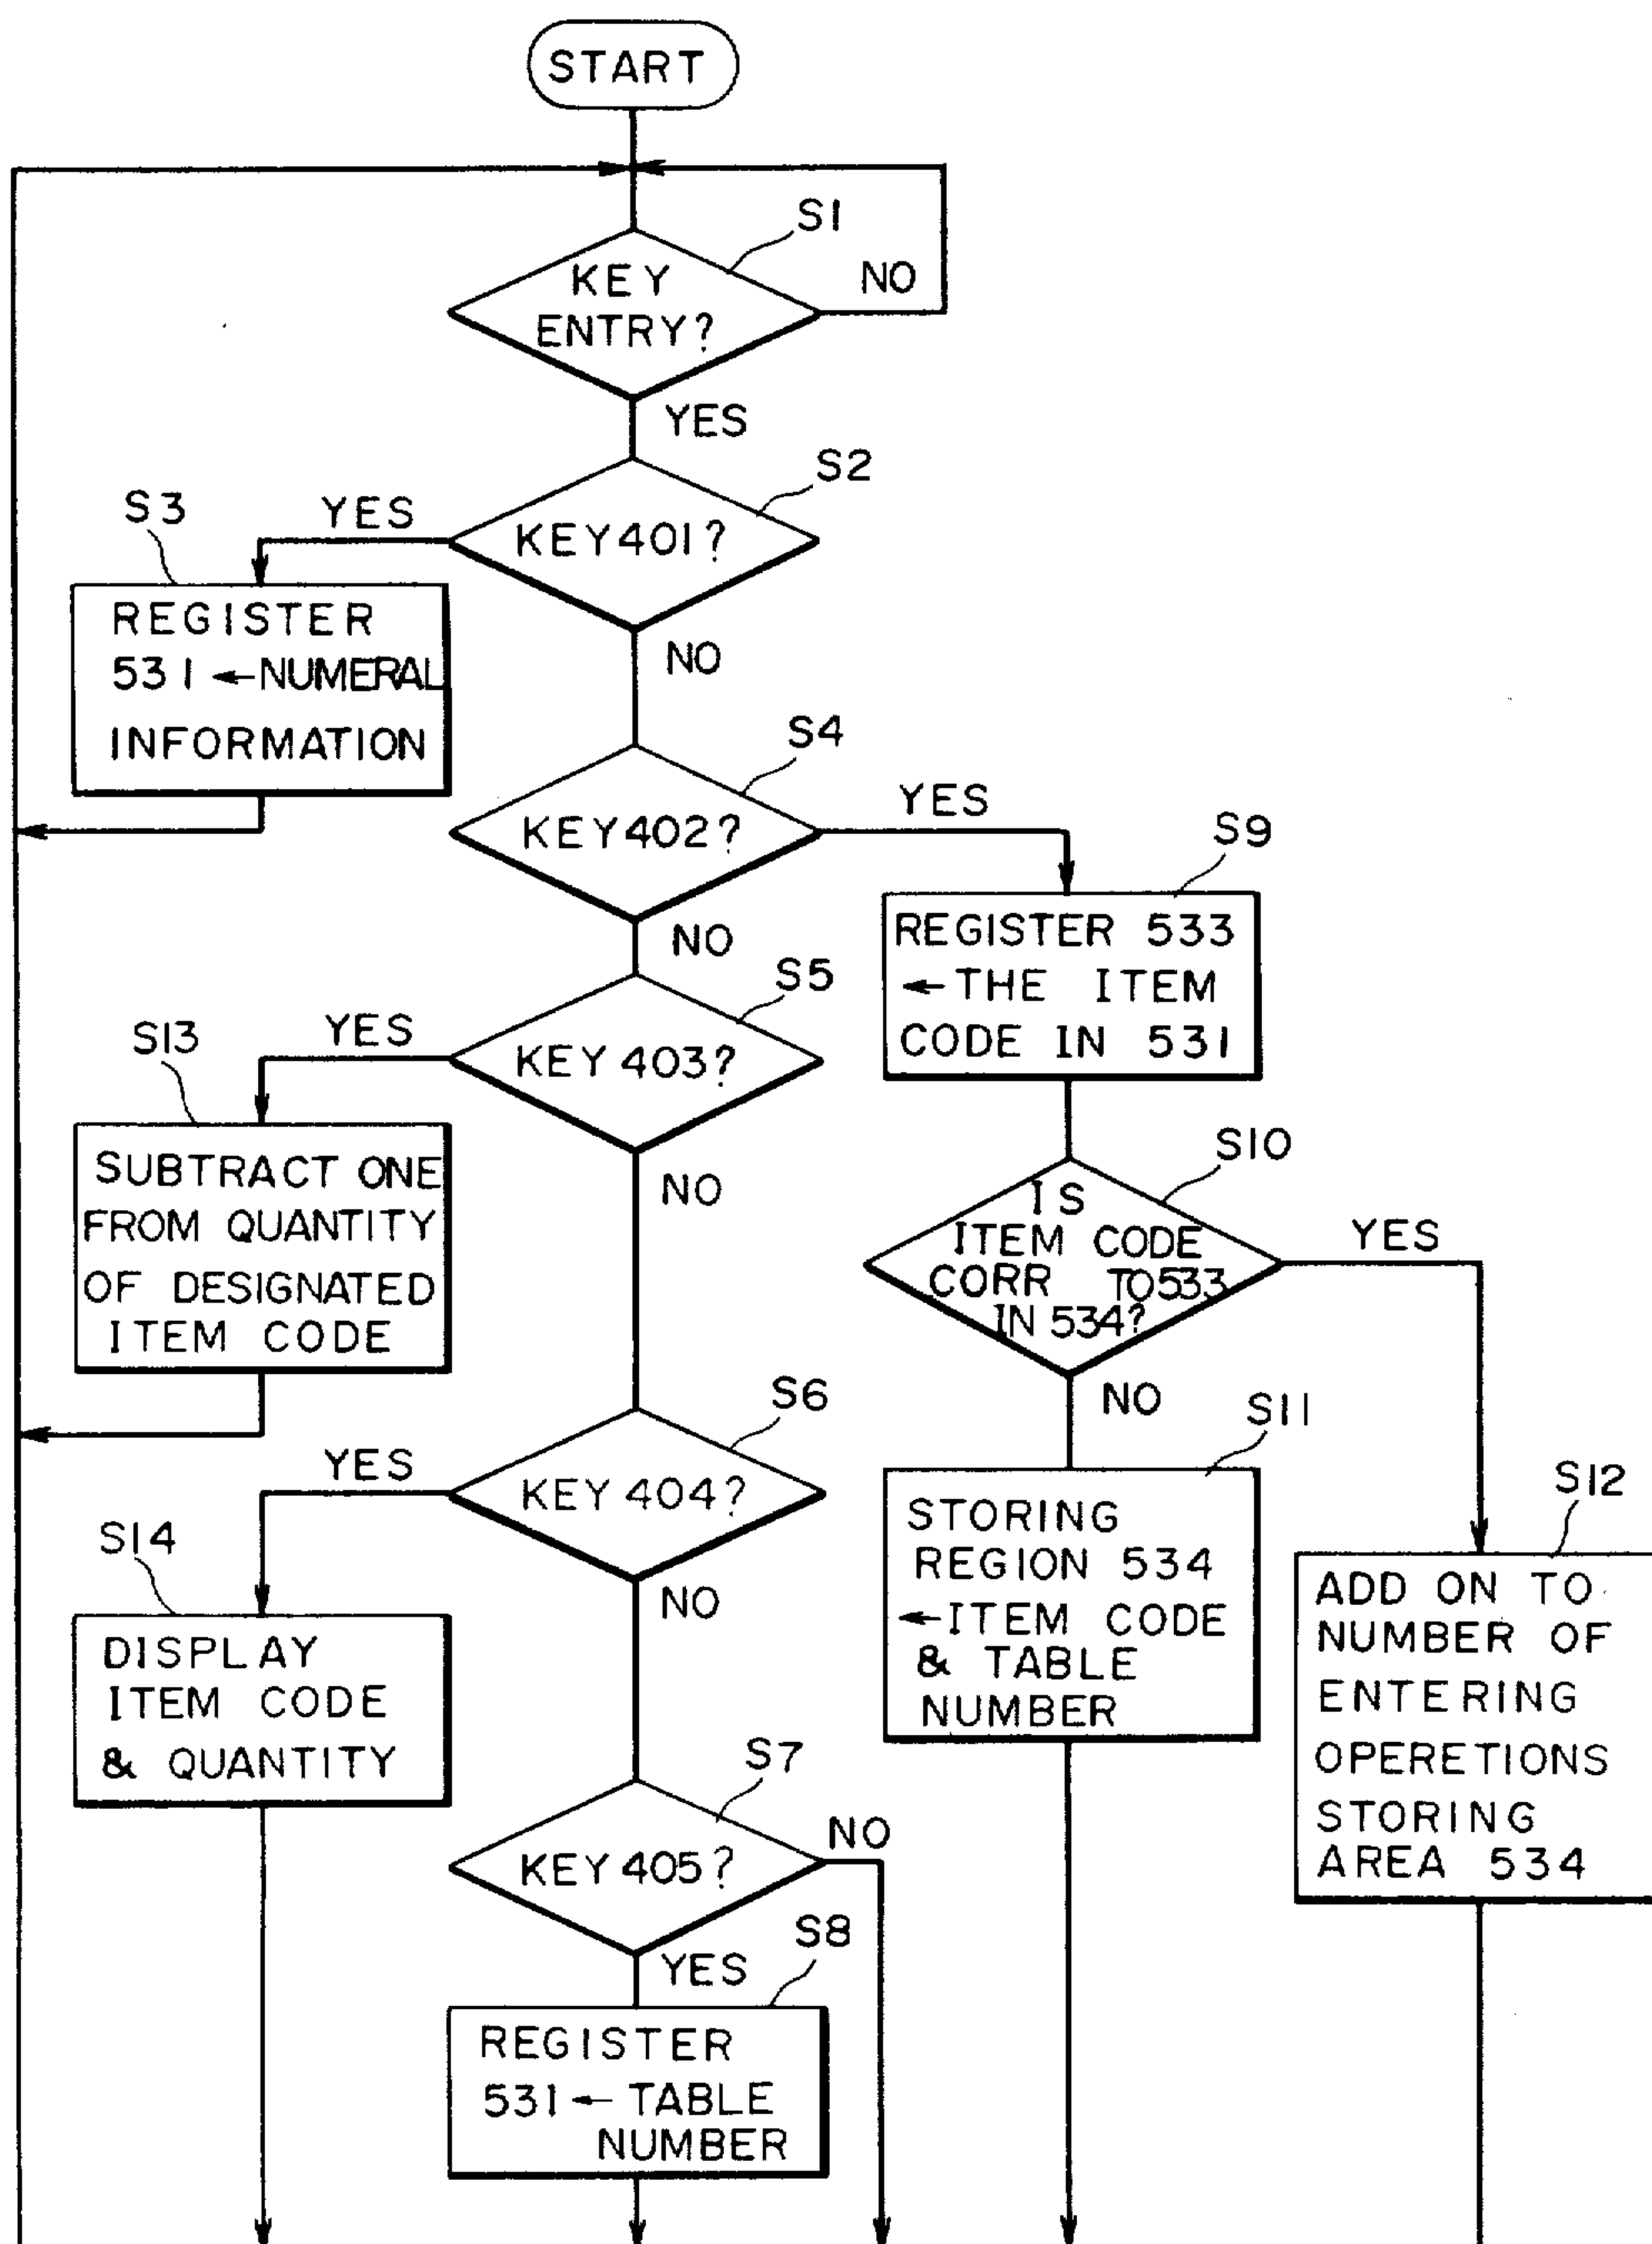 START
S1
KEY
ENTRY?
NO
YES
S2
KEY401?
YES
S3
REGISTER
531 ← NUMERAL
INFORMATION
NO
S4
KEY402?
YES
S9
REGISTER 533
← THE ITEM
CODE IN 531
NO
S5
KEY 403?
YES
S13
SUBTRACT ONE
FROM QUANTITY
OF DESIGNATED
ITEM CODE
NO
S10
IS
ITEM CODE
CORR TO533
IN 534?
YES
NO
S6
KEY 404?
YES
S14
DISPLAY
ITEM CODE
& QUANTITY
NO
S11
STORING
REGION 534
← ITEM CODE
& TABLE
NUMBER
S12
ADD ON TO
NUMBER OF
ENTERING
OPERETIONS
STORING
AREA 534
S7
KEY 405?
NO
YES
S8
REGISTER
531 ← TABLE
NUMBER